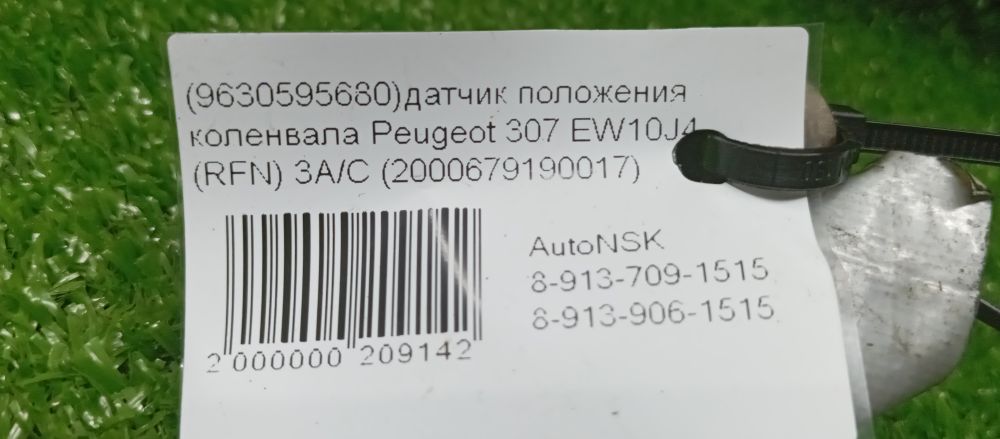 (9630595680)датчик положения
коленвала Peugeot 307 EW10J4
(RFN) 3A/C (2000679190017)
AutoNSK
8-913-709-1515
8-913-906-1515
2 000000 209142